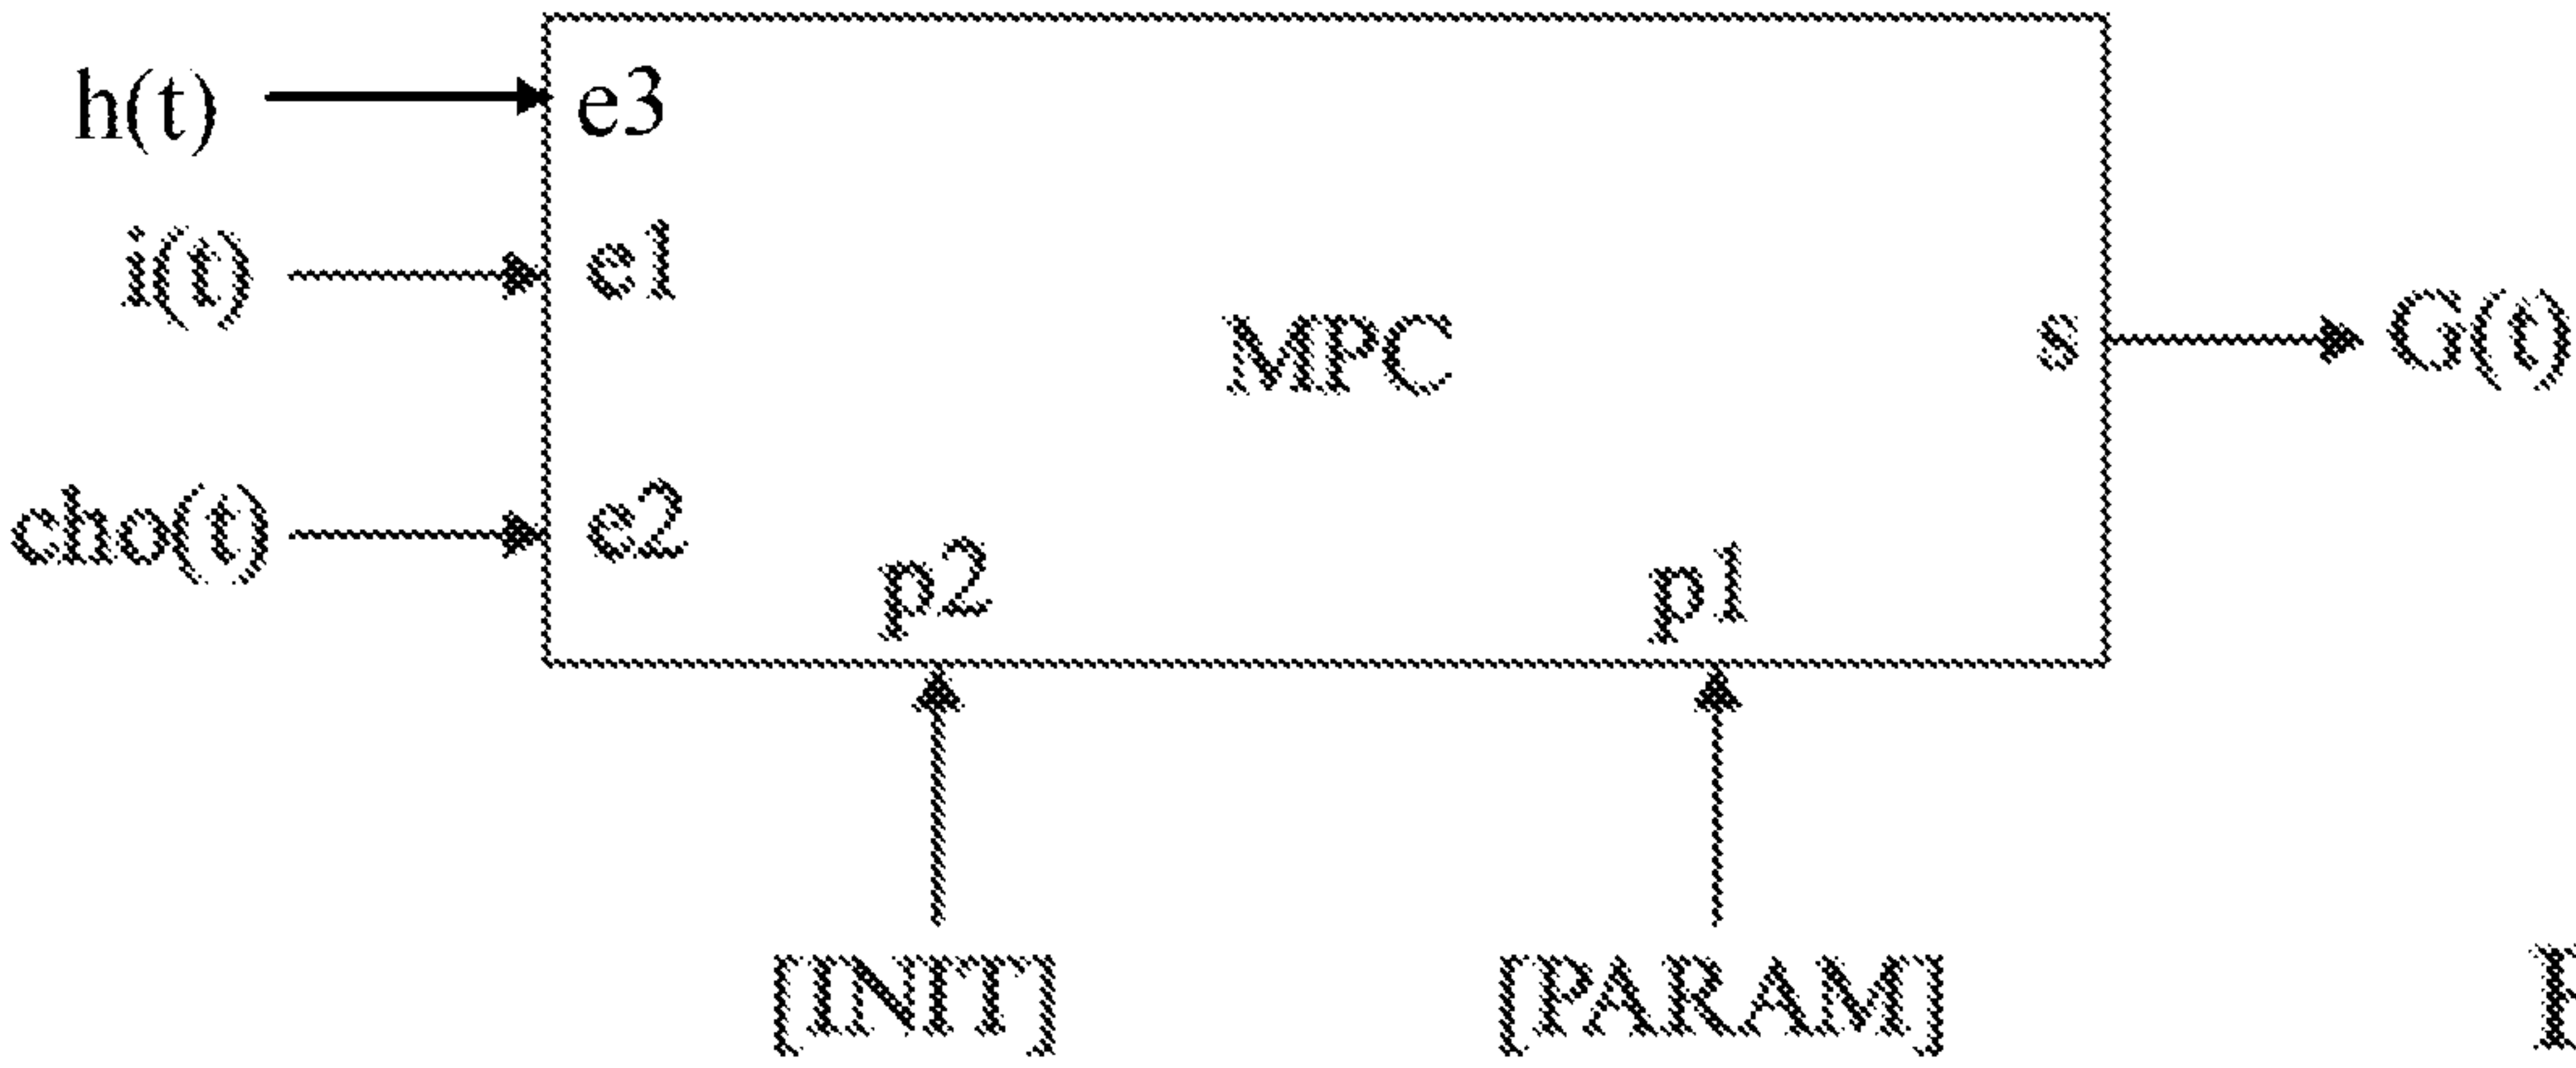 h(t) e3
i(t) e1
MPC s G(t)
cho(t) e2
p2 p1
[INIT] [PARAM]